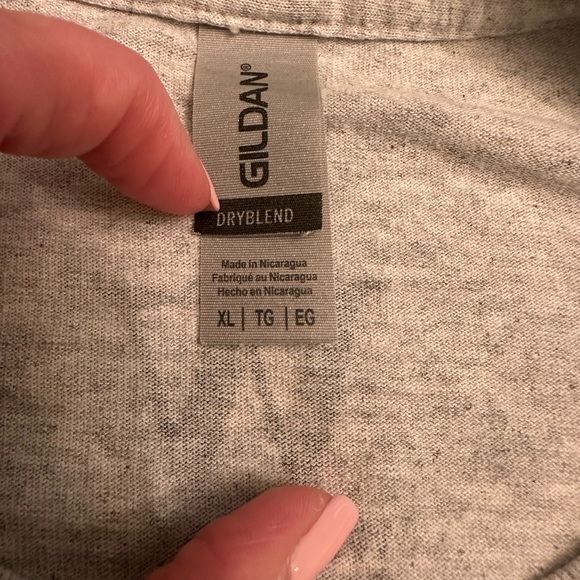 GILDAN®
DRYBLEND
Made in Nicaragua
Fabriqué au Nicaragua
Hecho en Nicaragua
XL | TG | EG